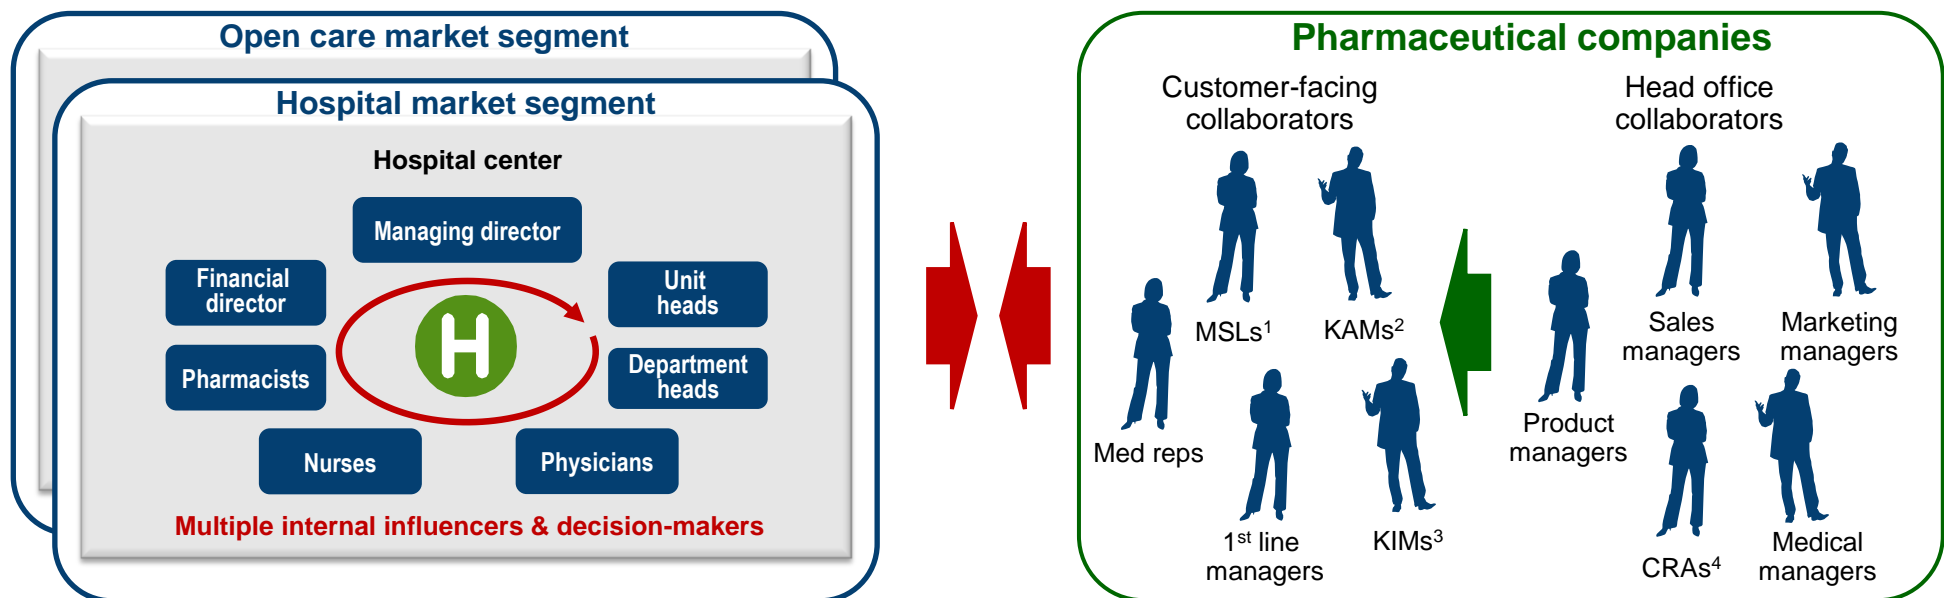 Open care market segment
Hospital market segment
Hospital center
Managing director
Financial
director
Unit
heads
H
Pharmacists
Department
heads
Nurses
Physicians
Multiple internal influencers & decision-makers
Pharmaceutical companies
Customer-facing
collaborators
MSLs¹
KAMs²
Med reps
1st line
managers
KIMs³
Head office
collaborators
Sales
managers
Marketing
managers
Product
managers
CRAs⁴
Medical
managers